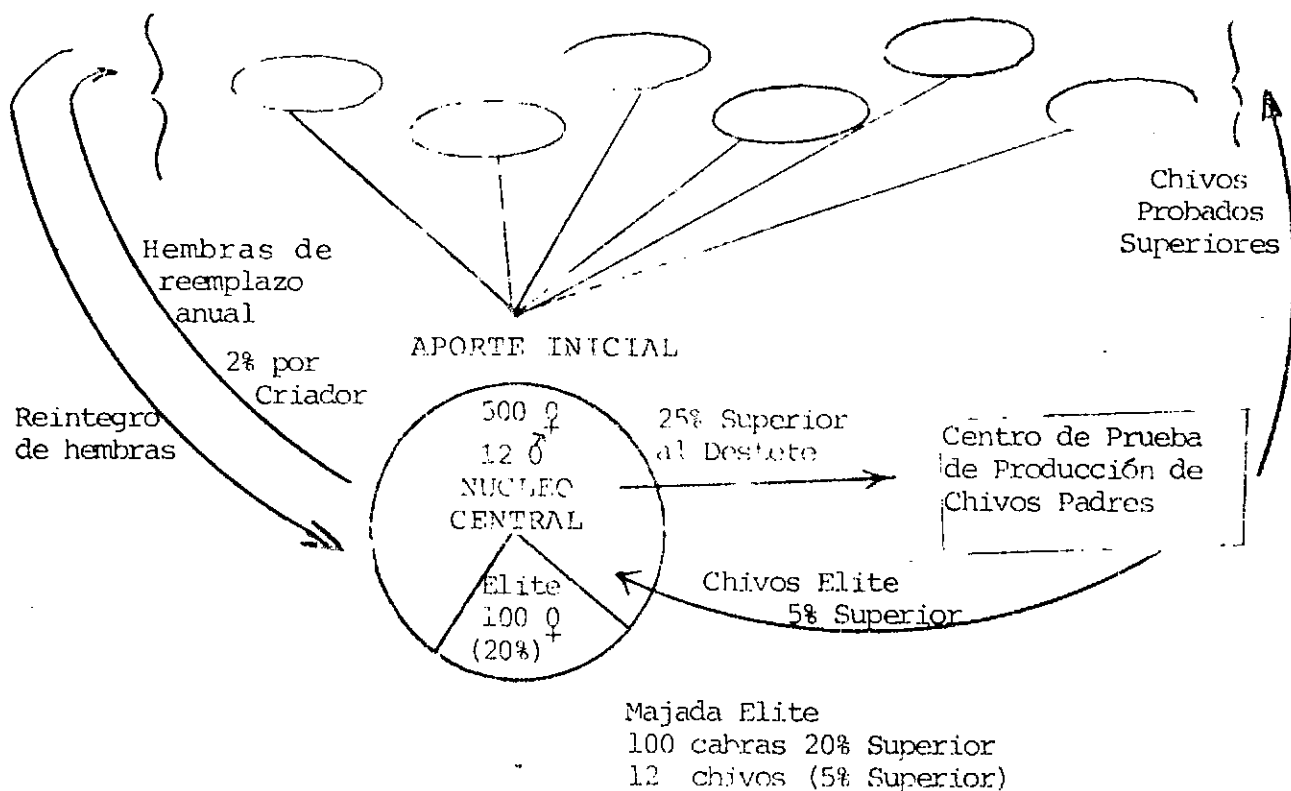 Chivos
Probados
Superiores
Hembras de
reemplazo
anual
2% por
Criador
Reintegro
de hembras
APORTE INICIAL
500 ♀
12 ♂
NUCLEO
CENTRAL
25% Superior
al Destete
Centro de Prueba
de Producción de
Chivos Padres
Elite
100 ♀
(20%)
Chivos Elite
5% Superior
Majada Elite
100 cabras 20% Superior
12 chivos (5% Superior)